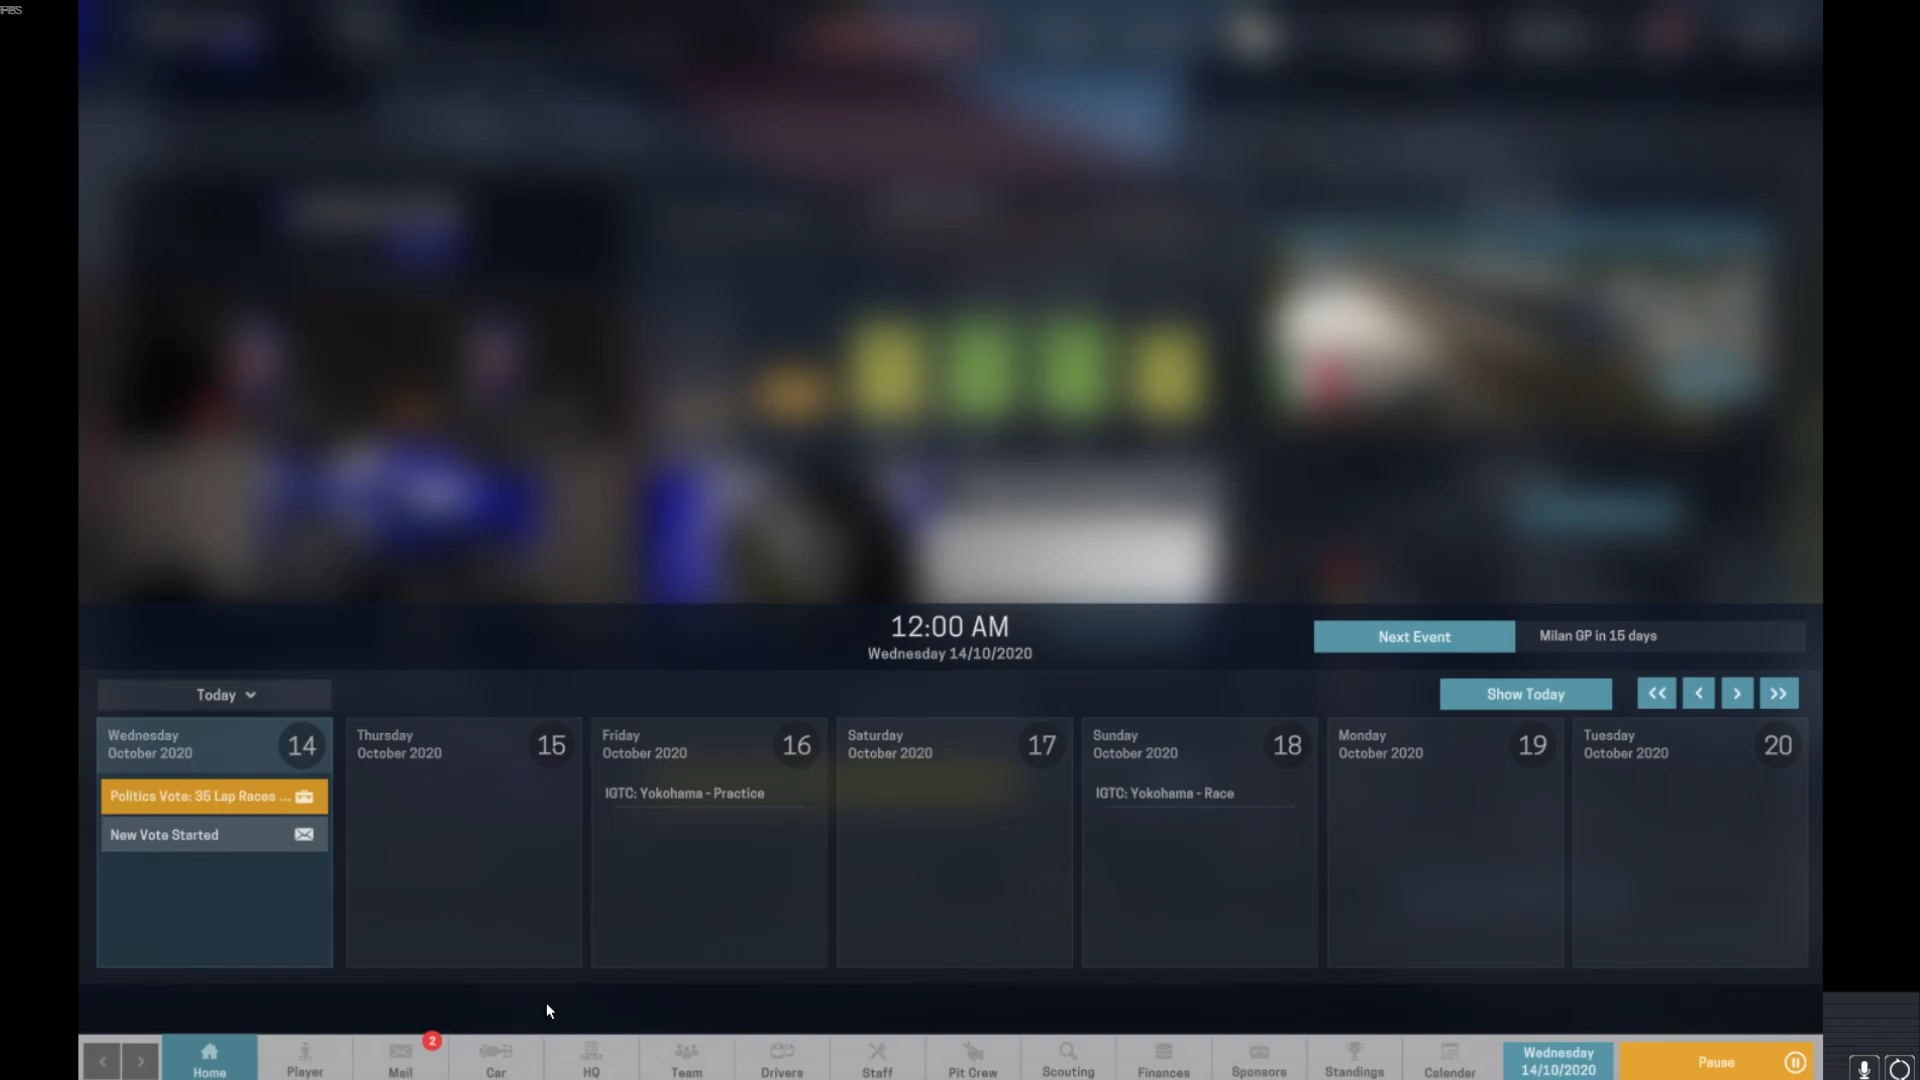 12:00 AM
Wednesday 14/10/2020
Next Event
Milan GP in 15 days
Today
Show Today
Wednesday
October 2020
14
Thursday
October 2020
15
Friday
October 2020
16
Saturday
October 2020
17
Sunday
October 2020
18
Monday
October 2020
19
Tuesday
October 2020
20
Politics Vote: 35 Lap Races ...
New Vote Started
IGTC: Yokohama - Practice
IGTC: Yokohama - Race
Home
Player
2
Mail
Car
HQ
Team
Drivers
Staff
Pit Crew
Scouting
Finances
Sponsors
Standings
Calendar
Wednesday
14/10/2020
Pause